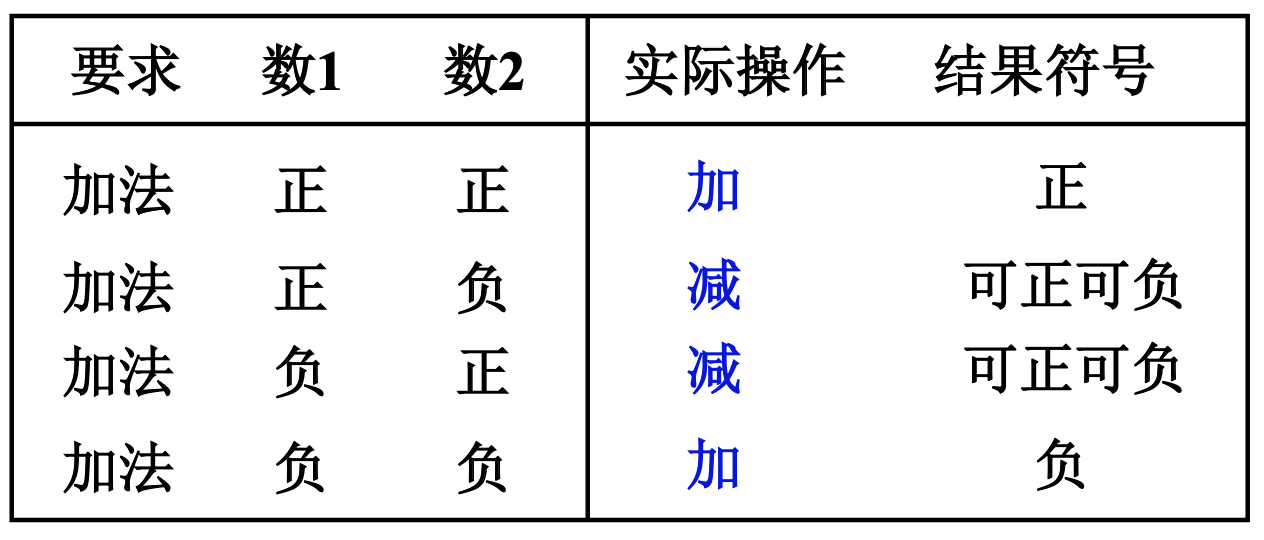 要求 数1 数2 实际操作 结果符号
加法 正 正 加 正
加法 正 负 减 可正可负
加法 负 正 减 可正可负
加法 负 负 加 负